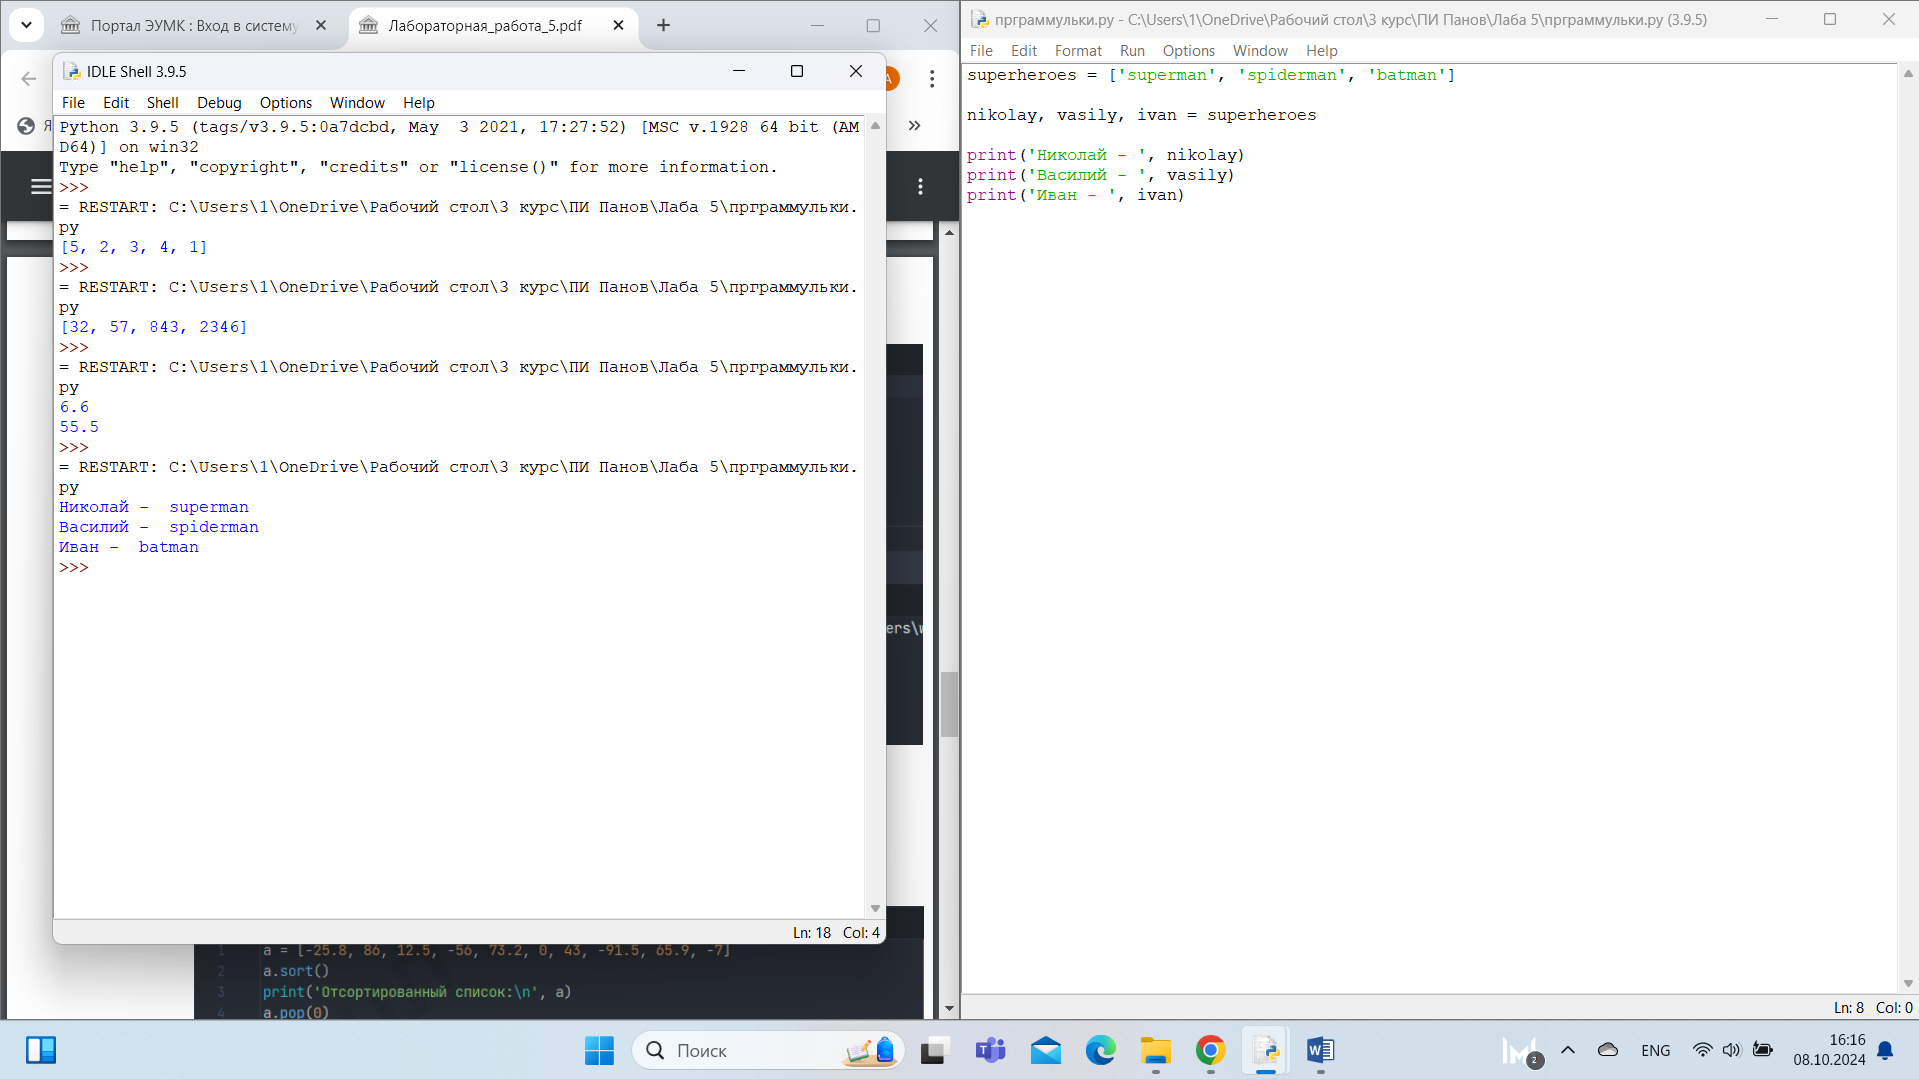 Портал ЭУМК : Вход в систему
Лабораторная_работа_5.pdf
IDLE Shell 3.9.5
File Edit Shell Debug Options Window Help
Python 3.9.5 (tags/v3.9.5:0a7dcbd, May  3 2021, 17:27:52) [MSC v.1928 64 bit (AM
D64)] on win32
Type "help", "copyright", "credits" or "license()" for more information.
>>>
= RESTART: C:\Users\1\OneDrive\Рабочий стол\3 курс\ПИ Панов\Лаба 5\прграммульки.
py
[5, 2, 3, 4, 1]
>>>
= RESTART: C:\Users\1\OneDrive\Рабочий стол\3 курс\ПИ Панов\Лаба 5\прграммульки.
py
[32, 57, 843, 2346]
>>>
= RESTART: C:\Users\1\OneDrive\Рабочий стол\3 курс\ПИ Панов\Лаба 5\прграммульки.
py
6.6
55.5
>>>
= RESTART: C:\Users\1\OneDrive\Рабочий стол\3 курс\ПИ Панов\Лаба 5\прграммульки.
py
Николай -  superman
Василий -  spiderman
Иван -  batman
>>>
Ln: 18 Col: 4
ers\
1 a = [-25.8, 86, 12.5, -56, 73.2, 0, 43, -91.5, 65.9, -7]
2 a.sort()
3 print('Отсортированный список:\n', a)
4 a.pop(0)
прграммульки.py - C:\Users\1\OneDrive\Рабочий стол\3 курс\ПИ Панов\Лаба 5\прграммульки.py (3.9.5)
File Edit Format Run Options Window Help
superheroes = ['superman', 'spiderman', 'batman']
nikolay, vasily, ivan = superheroes
print('Николай - ', nikolay)
print('Василий - ', vasily)
print('Иван - ', ivan)
Ln: 8 Col: 0
Поиск
2
ENG
16:16
08.10.2024